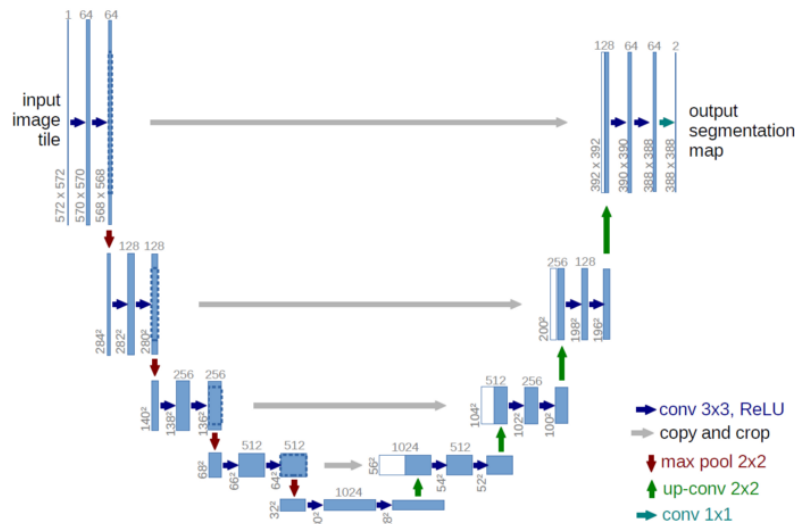 1 64 64
128 64 64 2
input
image
tile
output
segmentation
map
572 x 572
570 x 570
568 x 568
392 x 392
390 x 390
388 x 388
388 x 388
128 128
256 128
284²
282²
280²
200²
198²
196²
256 256
512 256
140²
138²
136²
104²
102²
100²
512 512
1024 512
68²
66²
64²
56²
54²
52²
1024
32²
0²
8²
conv 3x3, ReLU
copy and crop
max pool 2x2
up-conv 2x2
conv 1x1